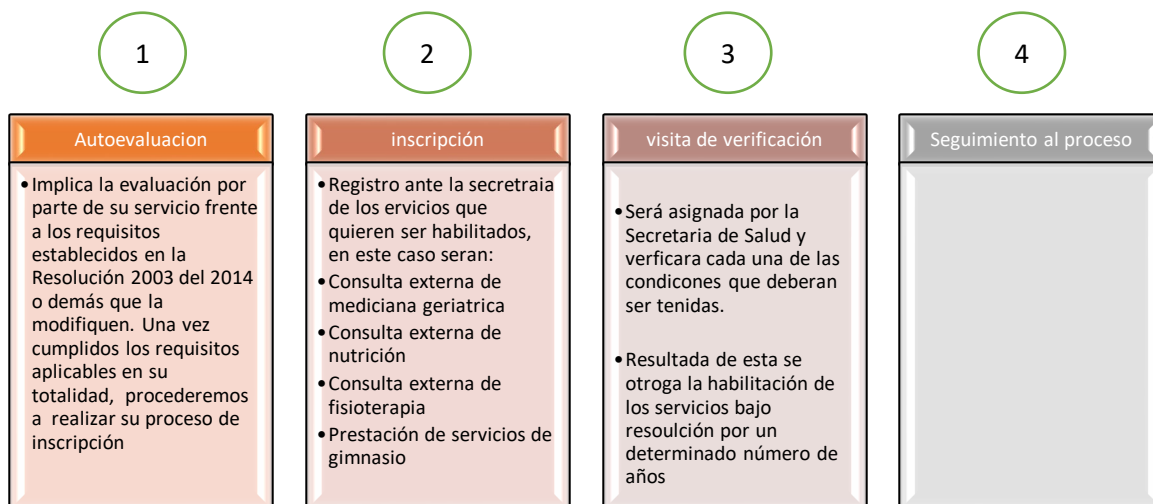 1
Autoevaluacion
•Implica la evaluación por
parte de su servicio frente
a los requisitos
establecidos en la
Resolución 2003 del 2014
o demás que la
modifiquen. Una vez
cumplidos los requisitos
aplicables en su
totalidad, procederemos
a realizar su proceso de
inscripción
2
inscripción
•Registro ante la secretraia
de los ervicios que
quieren ser habilitados,
en este caso seran:
•Consulta externa de
mediciana geriatrica
•Consulta externa de
nutrición
•Consulta externa de
fisioterapia
•Prestación de servicios de
gimnasio
3
visita de verificación
•Será asignada por la
Secretaria de Salud y
verficara cada una de las
condicones que deberan
ser tenidas.
•Resultada de esta se
otroga la habilitación de
los servicios bajo
resoulción por un
determinado número de
años
4
Seguimiento al proceso